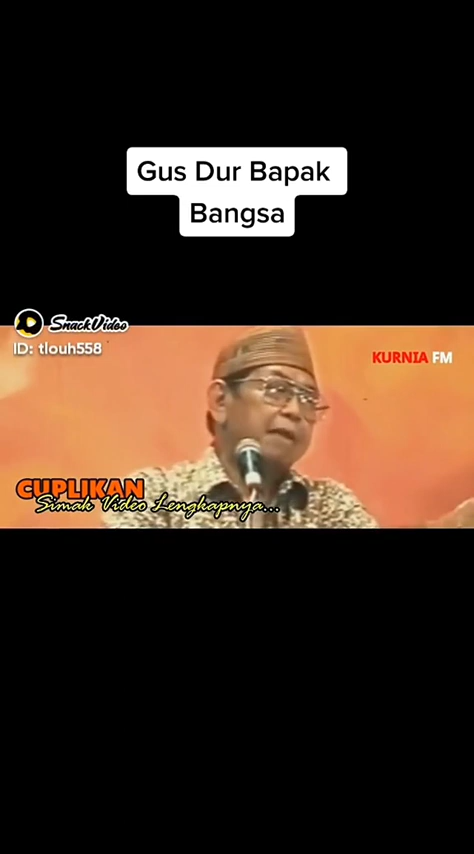 Gus Dur Bapak
Bangsa
SnackVideo
ID: tlouh558
KURNIA FM
CUPLIKAN
Simak Video Lengkapnya...